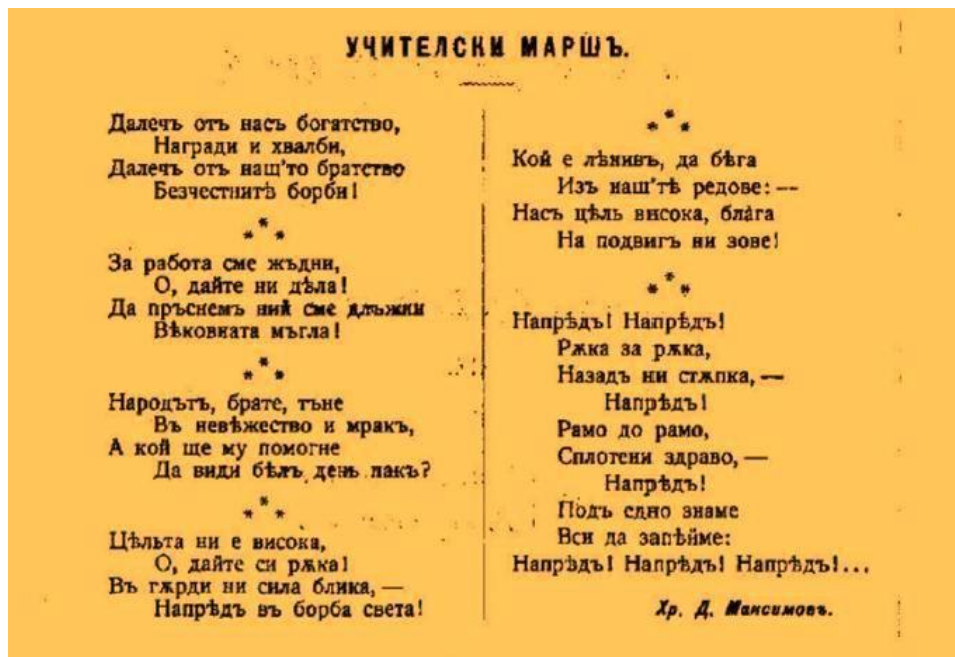 УЧИТЕЛСКИ МАРШЪ.
Далечъ отъ насъ богатство,
Награди и хвалби,
Далечъ отъ наш'то братство
Безчестнитѣ борби!
* * *
За работа сме жъдни,
О, дайте ни дѣла!
Да пръснемъ ний сме длъжни
Вѣковната мъгла!
* * *
Народътъ, брате, тъне
Въ невѣжество и мракъ,
А кой ще му помогне
Да види бѣлъ день пакъ?
* * *
Цѣльта ни е висока,
О, дайте си рѫка!
Въ гѫрди ни сила блика, —
Напрѣдъ въ борба света!
* * *
Кой е лѣнивъ, да бѣга
Изъ наш'тѣ редове: —
Насъ цѣль висока, блага
На подвигъ ни зове!
* * *
Напрѣдъ! Напрѣдъ!
Рѫка за рѫка,
Назадъ ни стѫпка, —
Напрѣдъ!
Рамо до рамо,
Сплотени здраво, —
Напрѣдъ!
Подъ едно знаме
Вси да запѣйме:
Напрѣдъ! Напрѣдъ! Напрѣдъ!...
Хр. Д. Максимовъ.